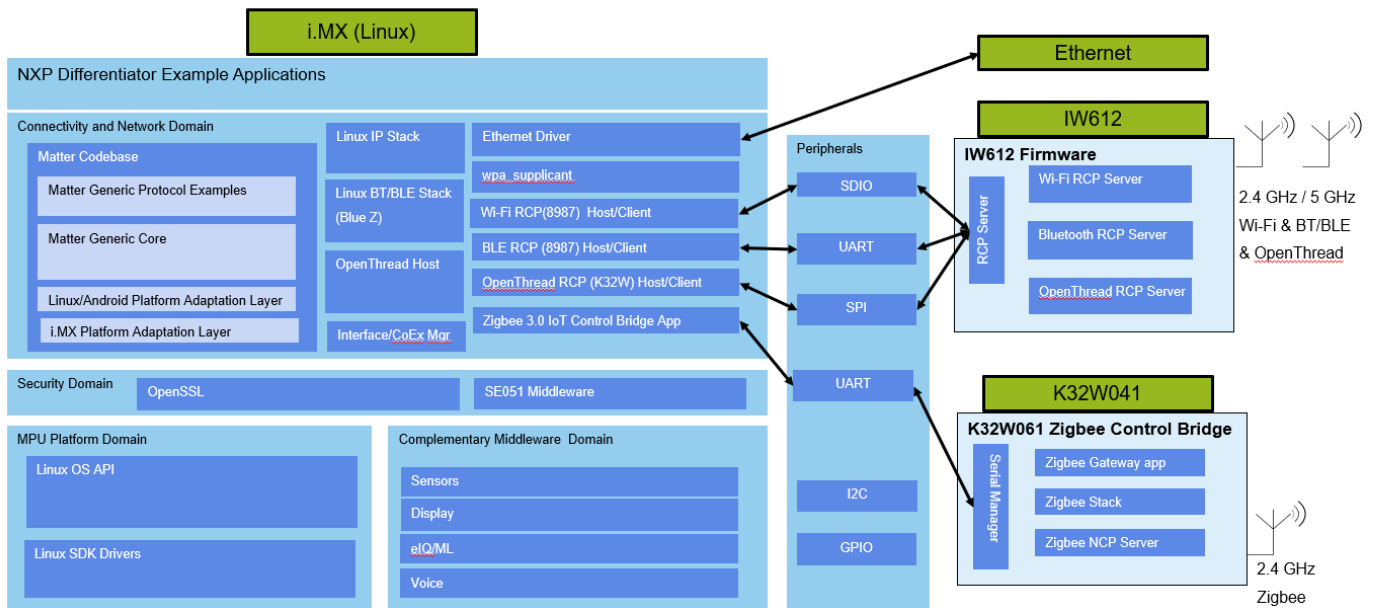 i.MX (Linux)
NXP Differentiator Example Applications
Connectivity and Network Domain
Matter Codebase
Matter Generic Protocol Examples
Matter Generic Core
Linux/Android Platform Adaptation Layer
i.MX Platform Adaptation Layer
Linux IP Stack
Linux BT/BLE Stack
(Blue Z)
OpenThread Host
Interface/CoEx Mgr
Ethernet Driver
wpa_supplicant
Wi-Fi RCP(8987) Host/Client
BLE RCP (8987) Host/Client
OpenThread RCP (K32W) Host/Client
Zigbee 3.0 IoT Control Bridge App
Security Domain
OpenSSL
SE051 Middleware
MPU Platform Domain
Linux OS API
Linux SDK Drivers
Complementary Middleware Domain
Sensors
Display
eIQ/ML
Voice
Peripherals
SDIO
UART
SPI
UART
I2C
GPIO
Ethernet
IW612
IW612 Firmware
RCP Server
Wi-Fi RCP Server
Bluetooth RCP Server
OpenThread RCP Server
2.4 GHz / 5 GHz
Wi-Fi & BT/BLE
& OpenThread
K32W041
K32W061 Zigbee Control Bridge
Serial Manager
Zigbee Gateway app
Zigbee Stack
Zigbee NCP Server
2.4 GHz
Zigbee